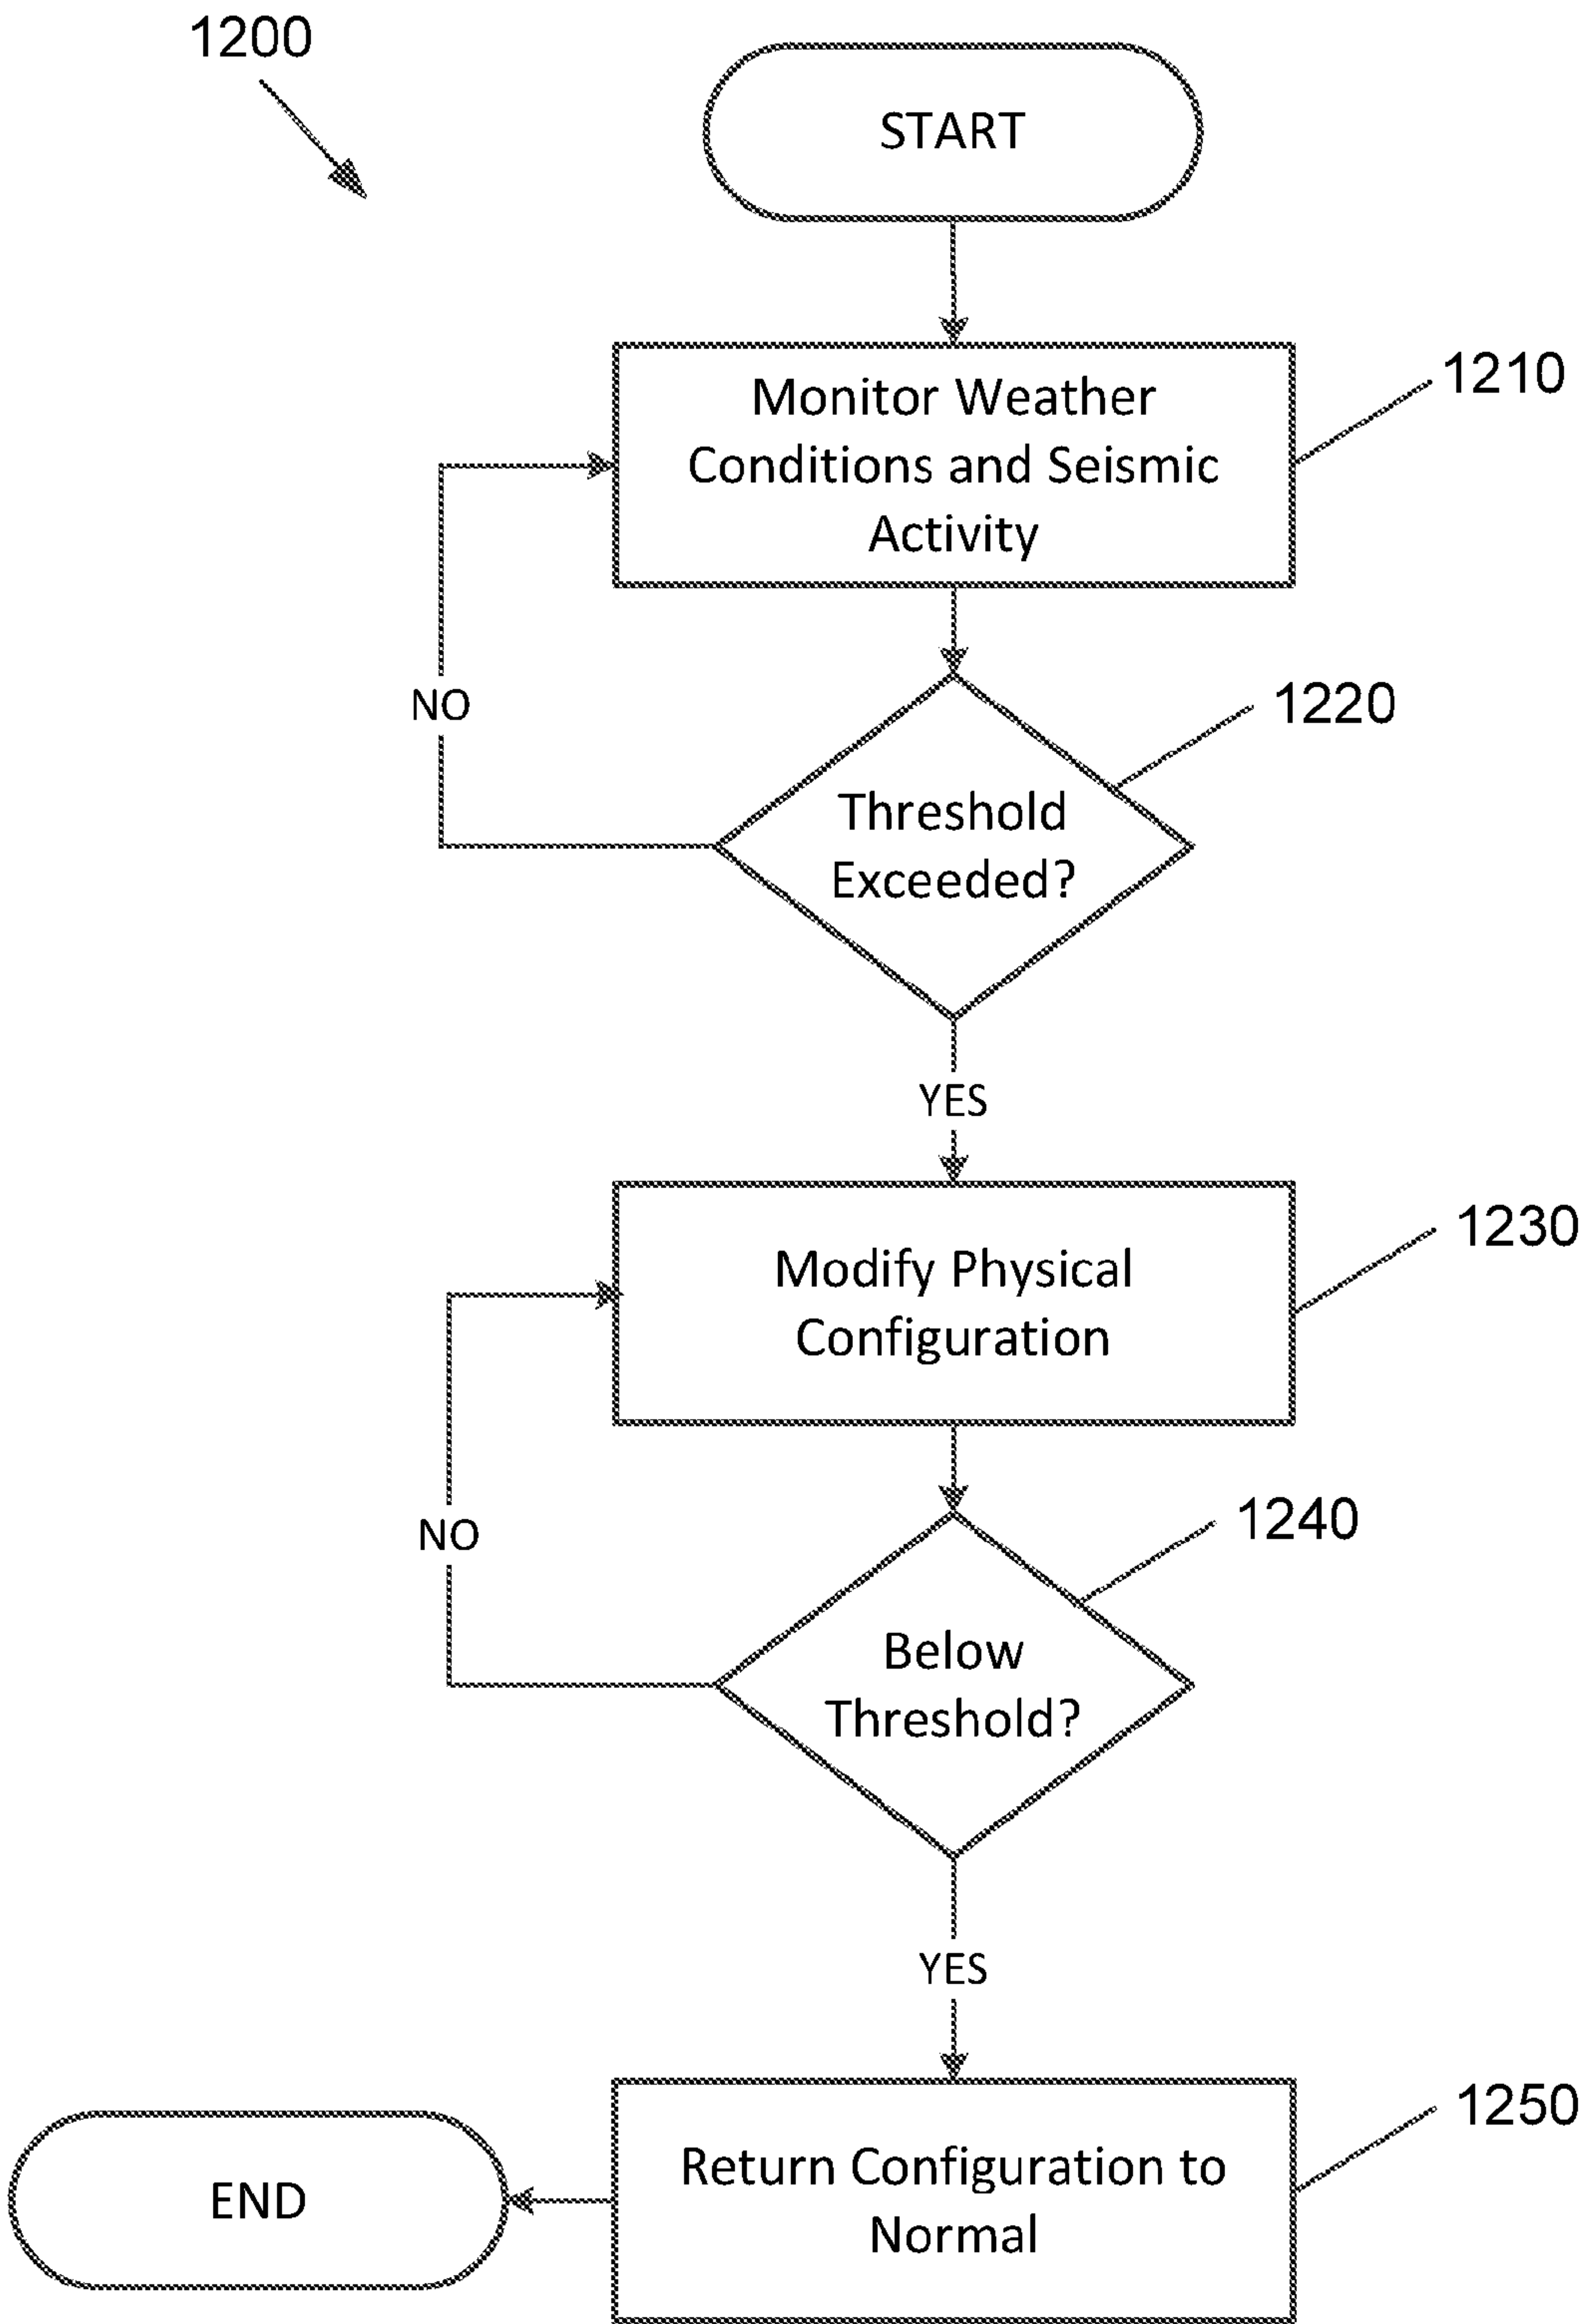 1200
START
Monitor Weather
Conditions and Seismic
Activity
1210
NO
1220
Threshold
Exceeded?
YES
Modify Physical
Configuration
1230
NO
1240
Below
Threshold?
YES
1250
Return Configuration to
Normal
END